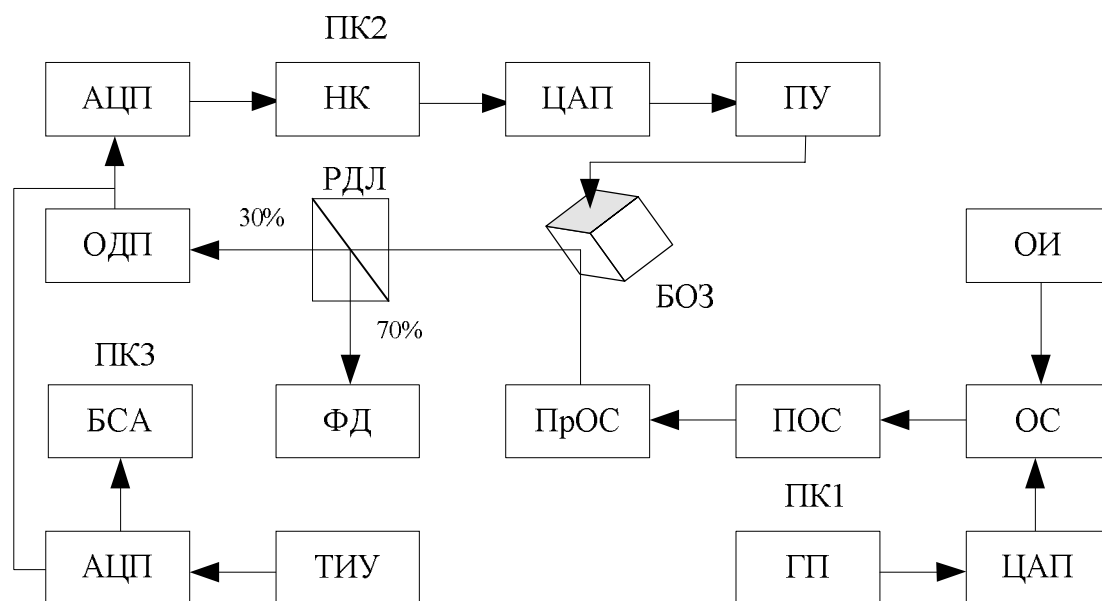 ПК2
АЦП
НК
ЦАП
ПУ
РДЛ
30%
ОДП
ОИ
БОЗ
70%
ПК3
БСА
ФД
ПрОС
ПОС
ОС
ПК1
АЦП
ТИУ
ГП
ЦАП